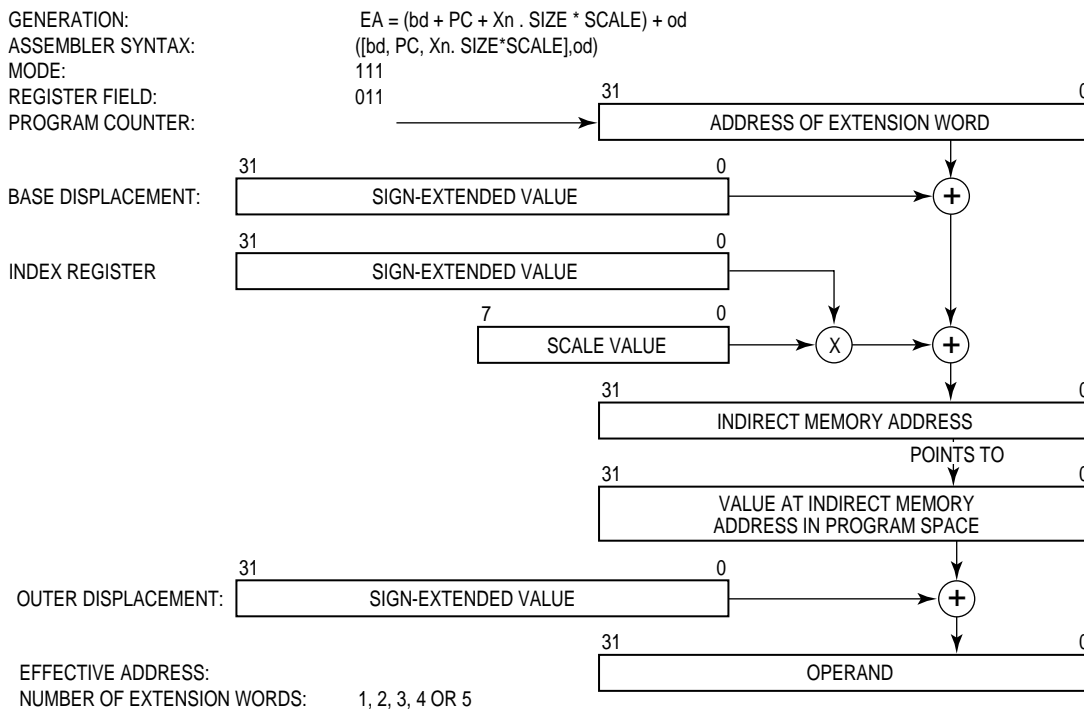 GENERATION: EA = (bd + PC + Xn . SIZE * SCALE) + od
ASSEMBLER SYNTAX: ([bd, PC, Xn. SIZE*SCALE],od)
MODE: 111
REGISTER FIELD: 011
31 0
PROGRAM COUNTER: ADDRESS OF EXTENSION WORD
31 0
BASE DISPLACEMENT: SIGN-EXTENDED VALUE +
31 0
INDEX REGISTER SIGN-EXTENDED VALUE
7 0
SCALE VALUE X +
31 0
INDIRECT MEMORY ADDRESS
POINTS TO
31 0
VALUE AT INDIRECT MEMORY
ADDRESS IN PROGRAM SPACE
31 0
OUTER DISPLACEMENT: SIGN-EXTENDED VALUE +
31 0
EFFECTIVE ADDRESS: OPERAND
NUMBER OF EXTENSION WORDS: 1, 2, 3, 4 OR 5